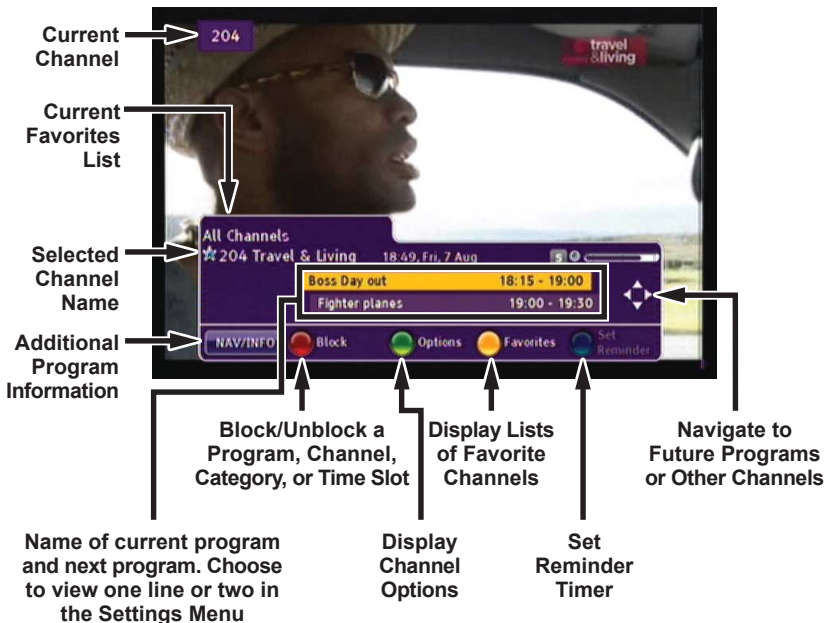 Current
Channel
204
travel
&living
Current
Favorites
List
All Channels
204 Travel & Living 18:49, Fri, 7 Aug S
Selected
Channel
Name
Boss Day out 18:15 - 19:00
Fighter planes 19:00 - 19:30
Additional
Program
Information
NAV/INFO Block Options Favorites Set
Reminder
Block/Unblock a
Program, Channel,
Category, or Time Slot
Display Lists
of Favorite
Channels
Navigate to
Future Programs
or Other Channels
Name of current program
and next program. Choose
to view one line or two in
the Settings Menu
Display
Channel
Options
Set
Reminder
Timer